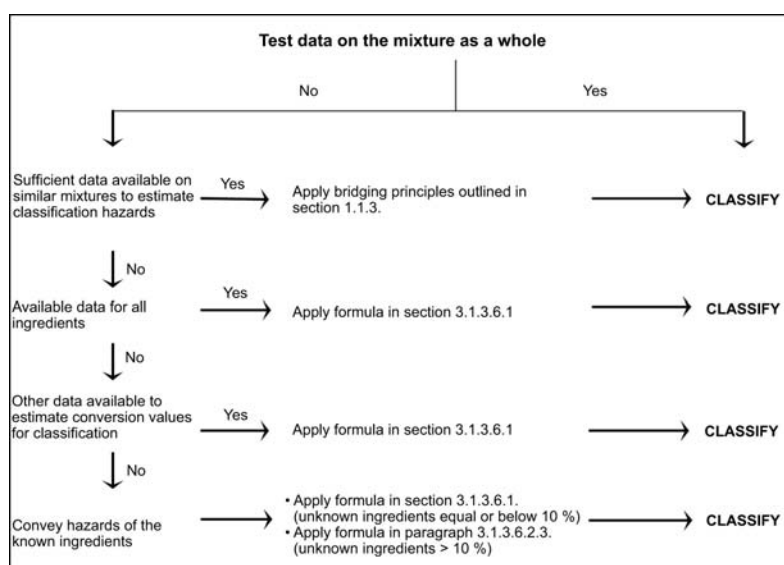 Test data on the mixture as a whole
No
Yes
Sufficient data available on
similar mixtures to estimate
classification hazards
Yes
Apply bridging principles outlined in
section 1.1.3.
CLASSIFY
No
Available data for all
ingredients
Yes
Apply formula in section 3.1.3.6.1
CLASSIFY
No
Other data available to
estimate conversion values
for classification
Yes
Apply formula in section 3.1.3.6.1
CLASSIFY
No
Convey hazards of the
known ingredients
• Apply formula in section 3.1.3.6.1.
(unknown ingredients equal or below 10 %)
• Apply formula in paragraph 3.1.3.6.2.3.
(unknown ingredients > 10 %)
CLASSIFY